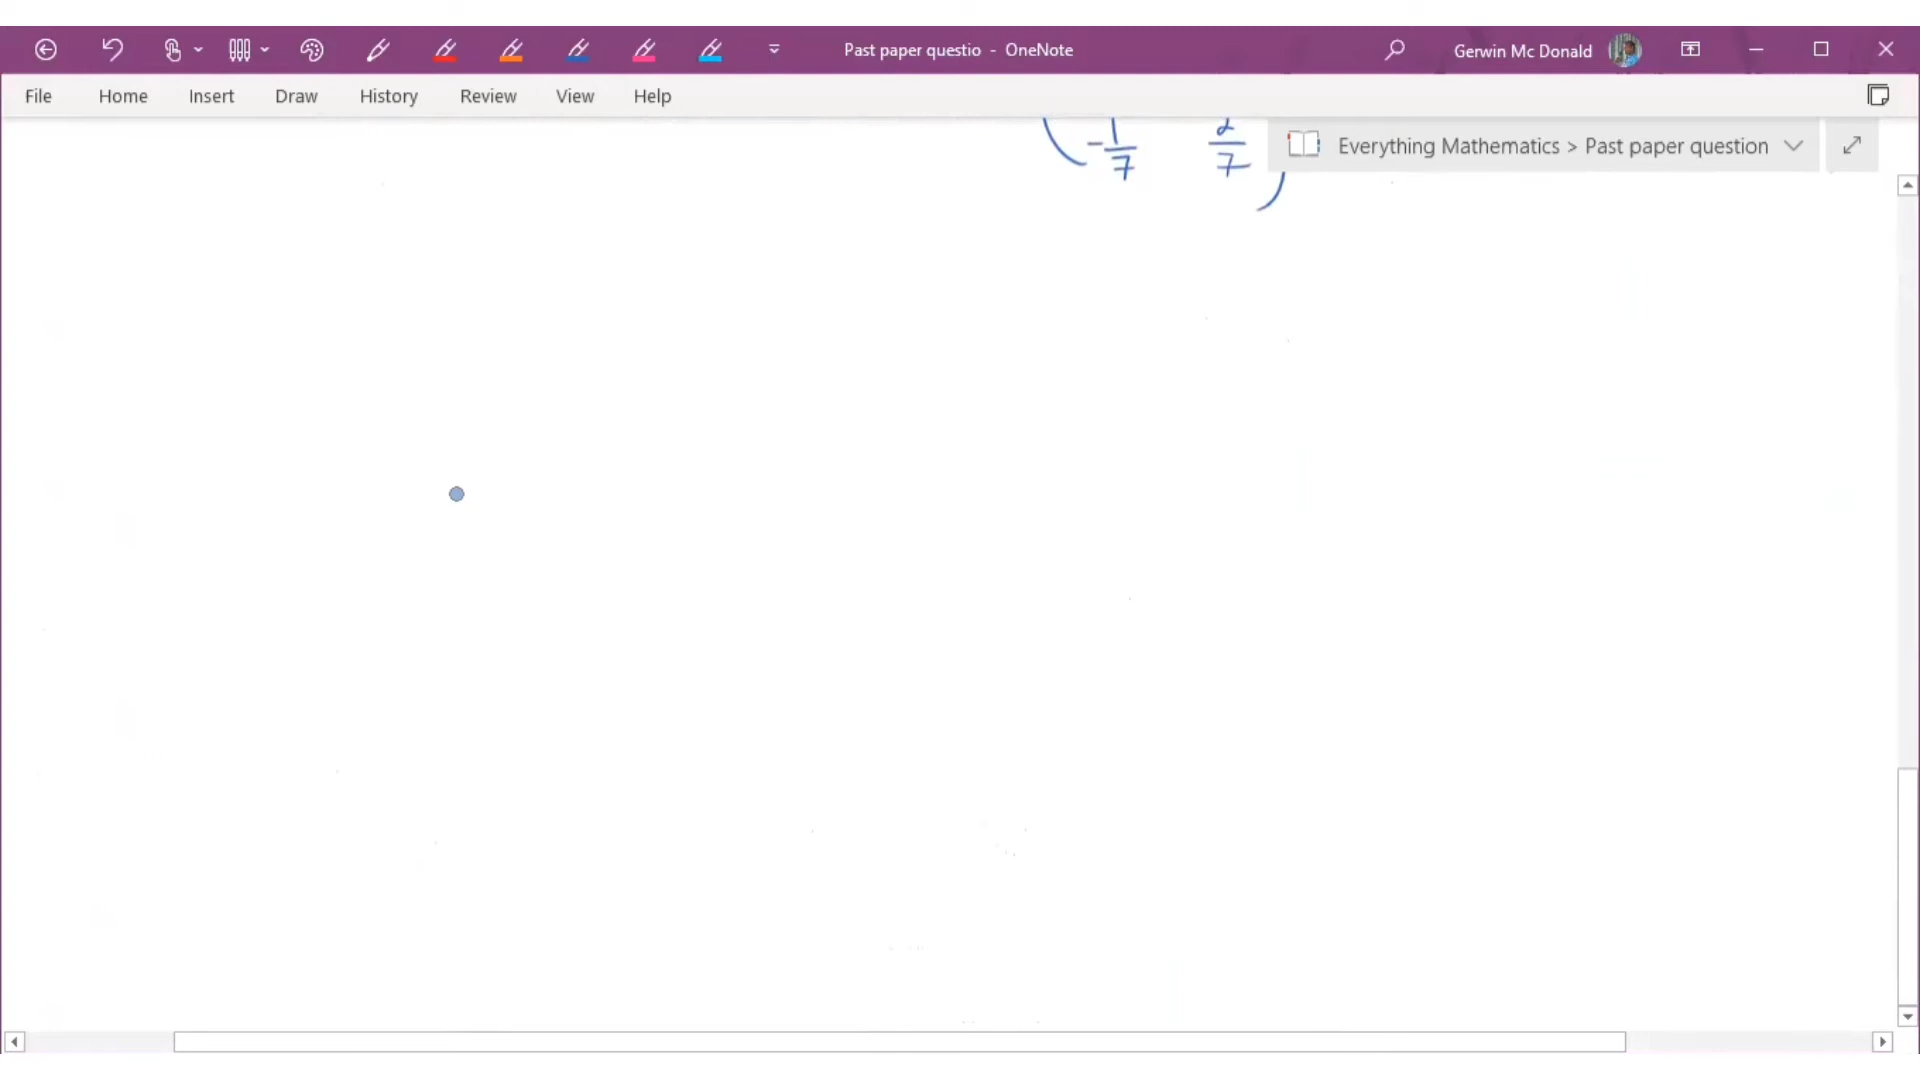 Past paper questio - OneNote
Gerwin Mc Donald
File Home Insert Draw History Review View Help
Everything Mathematics > Past paper question
-1/7 2/7